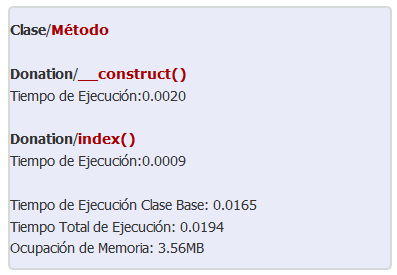 Clase/Método
Donation/__construct()
Tiempo de Ejecución:0.0020
Donation/index()
Tiempo de Ejecución:0.0009
Tiempo de Ejecución Clase Base: 0.0165
Tiempo Total de Ejecución: 0.0194
Ocupación de Memoria: 3.56MB